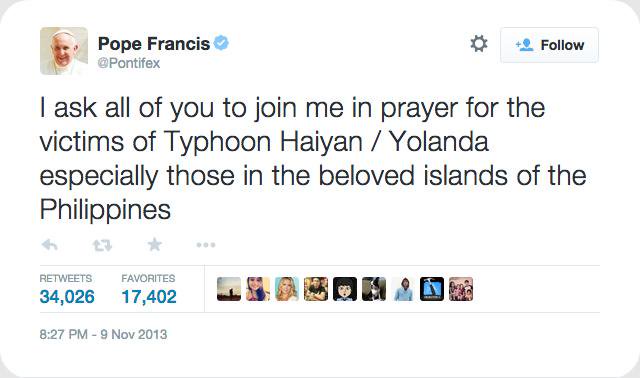 Pope Francis
@Pontifex
Follow
I ask all of you to join me in prayer for the
victims of Typhoon Haiyan / Yolanda
especially those in the beloved islands of the
Philippines
RETWEETS FAVORITES
34,026 17,402
8:27 PM - 9 Nov 2013